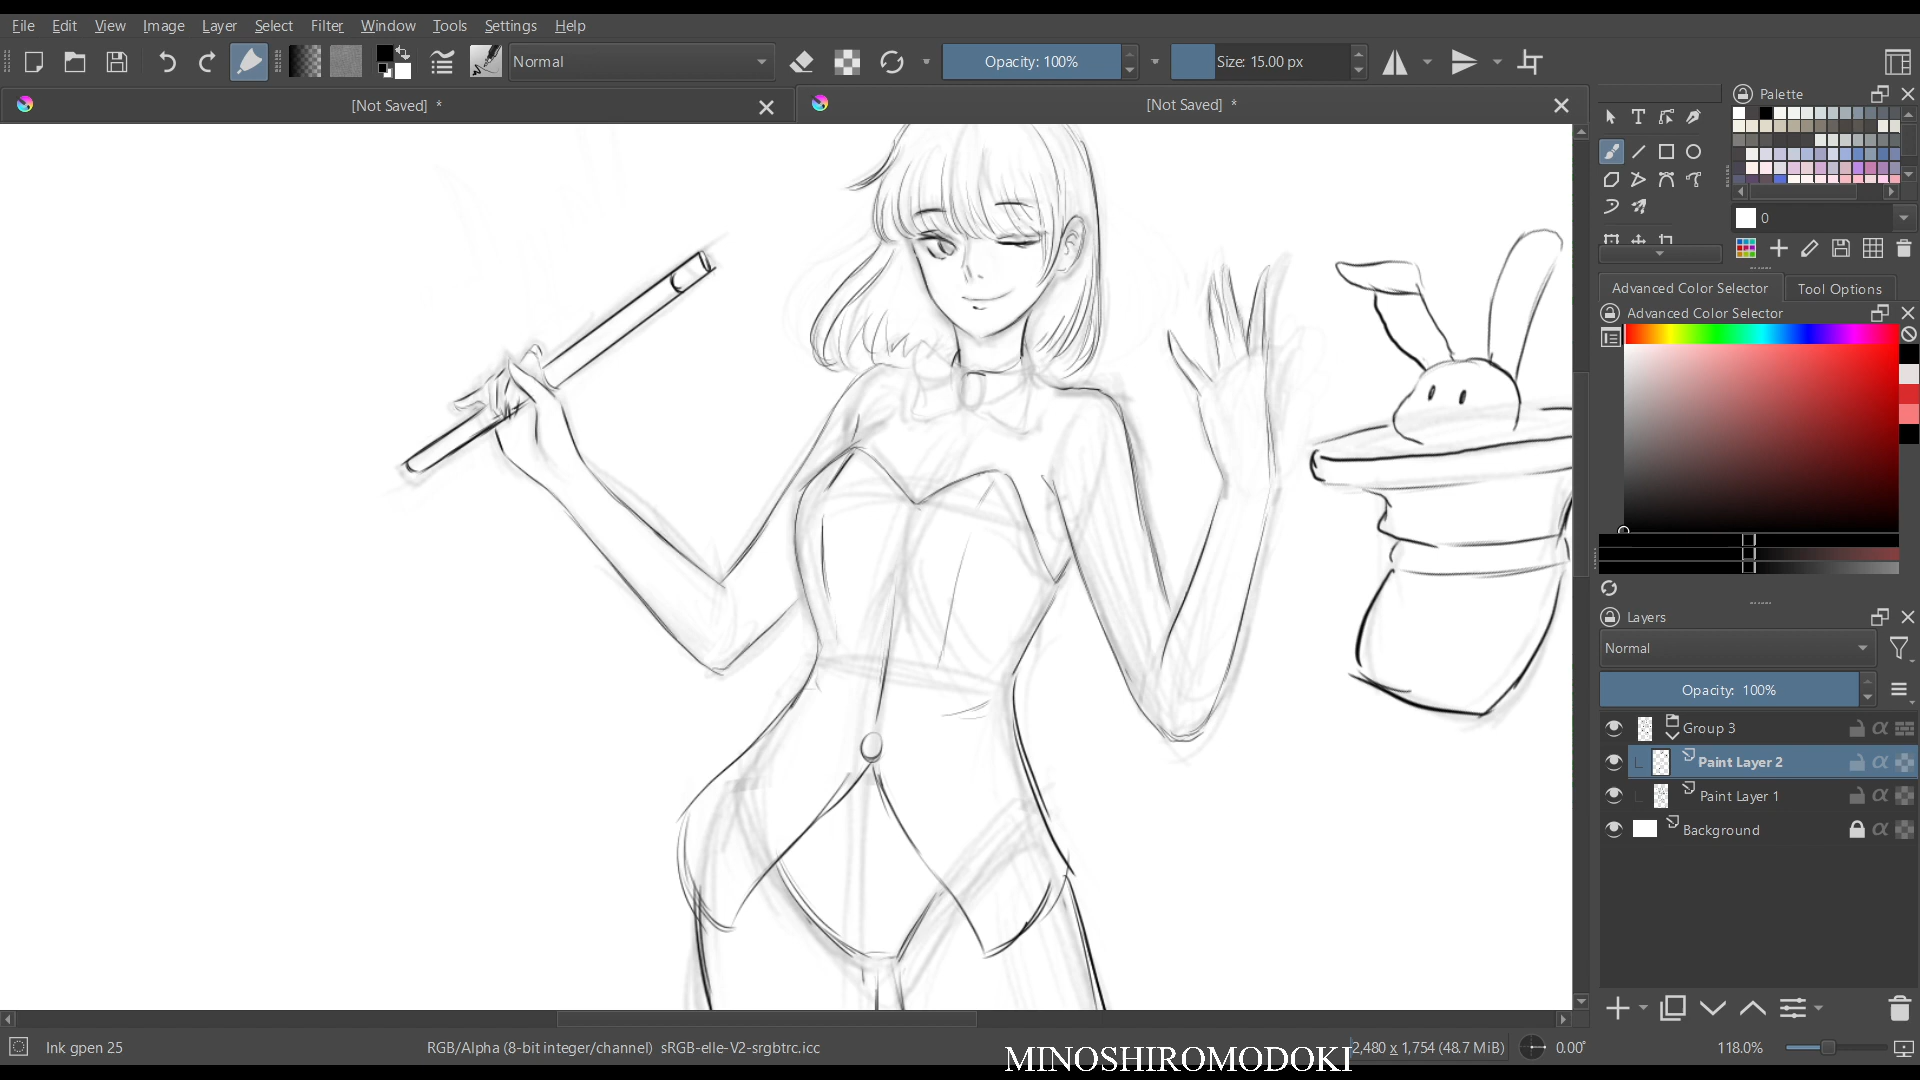 File Edit View Image Layer Select Filter Window Tools Settings Help
Normal
Opacity: 100%
Size: 15.00 px
[Not Saved] *
[Not Saved] *
Palette
0
Advanced Color Selector
Tool Options
Advanced Color Selector
Layers
Normal
Opacity: 100%
Group 3
Paint Layer 2
Paint Layer 1
Background
Ink gpen 25
RGB/Alpha (8-bit integer/channel) sRGB-elle-V2-srgbtrc.icc
MINOSHIROMODOKI
2,480 x 1,754 (48.7 MiB)
0.00°
118.0%